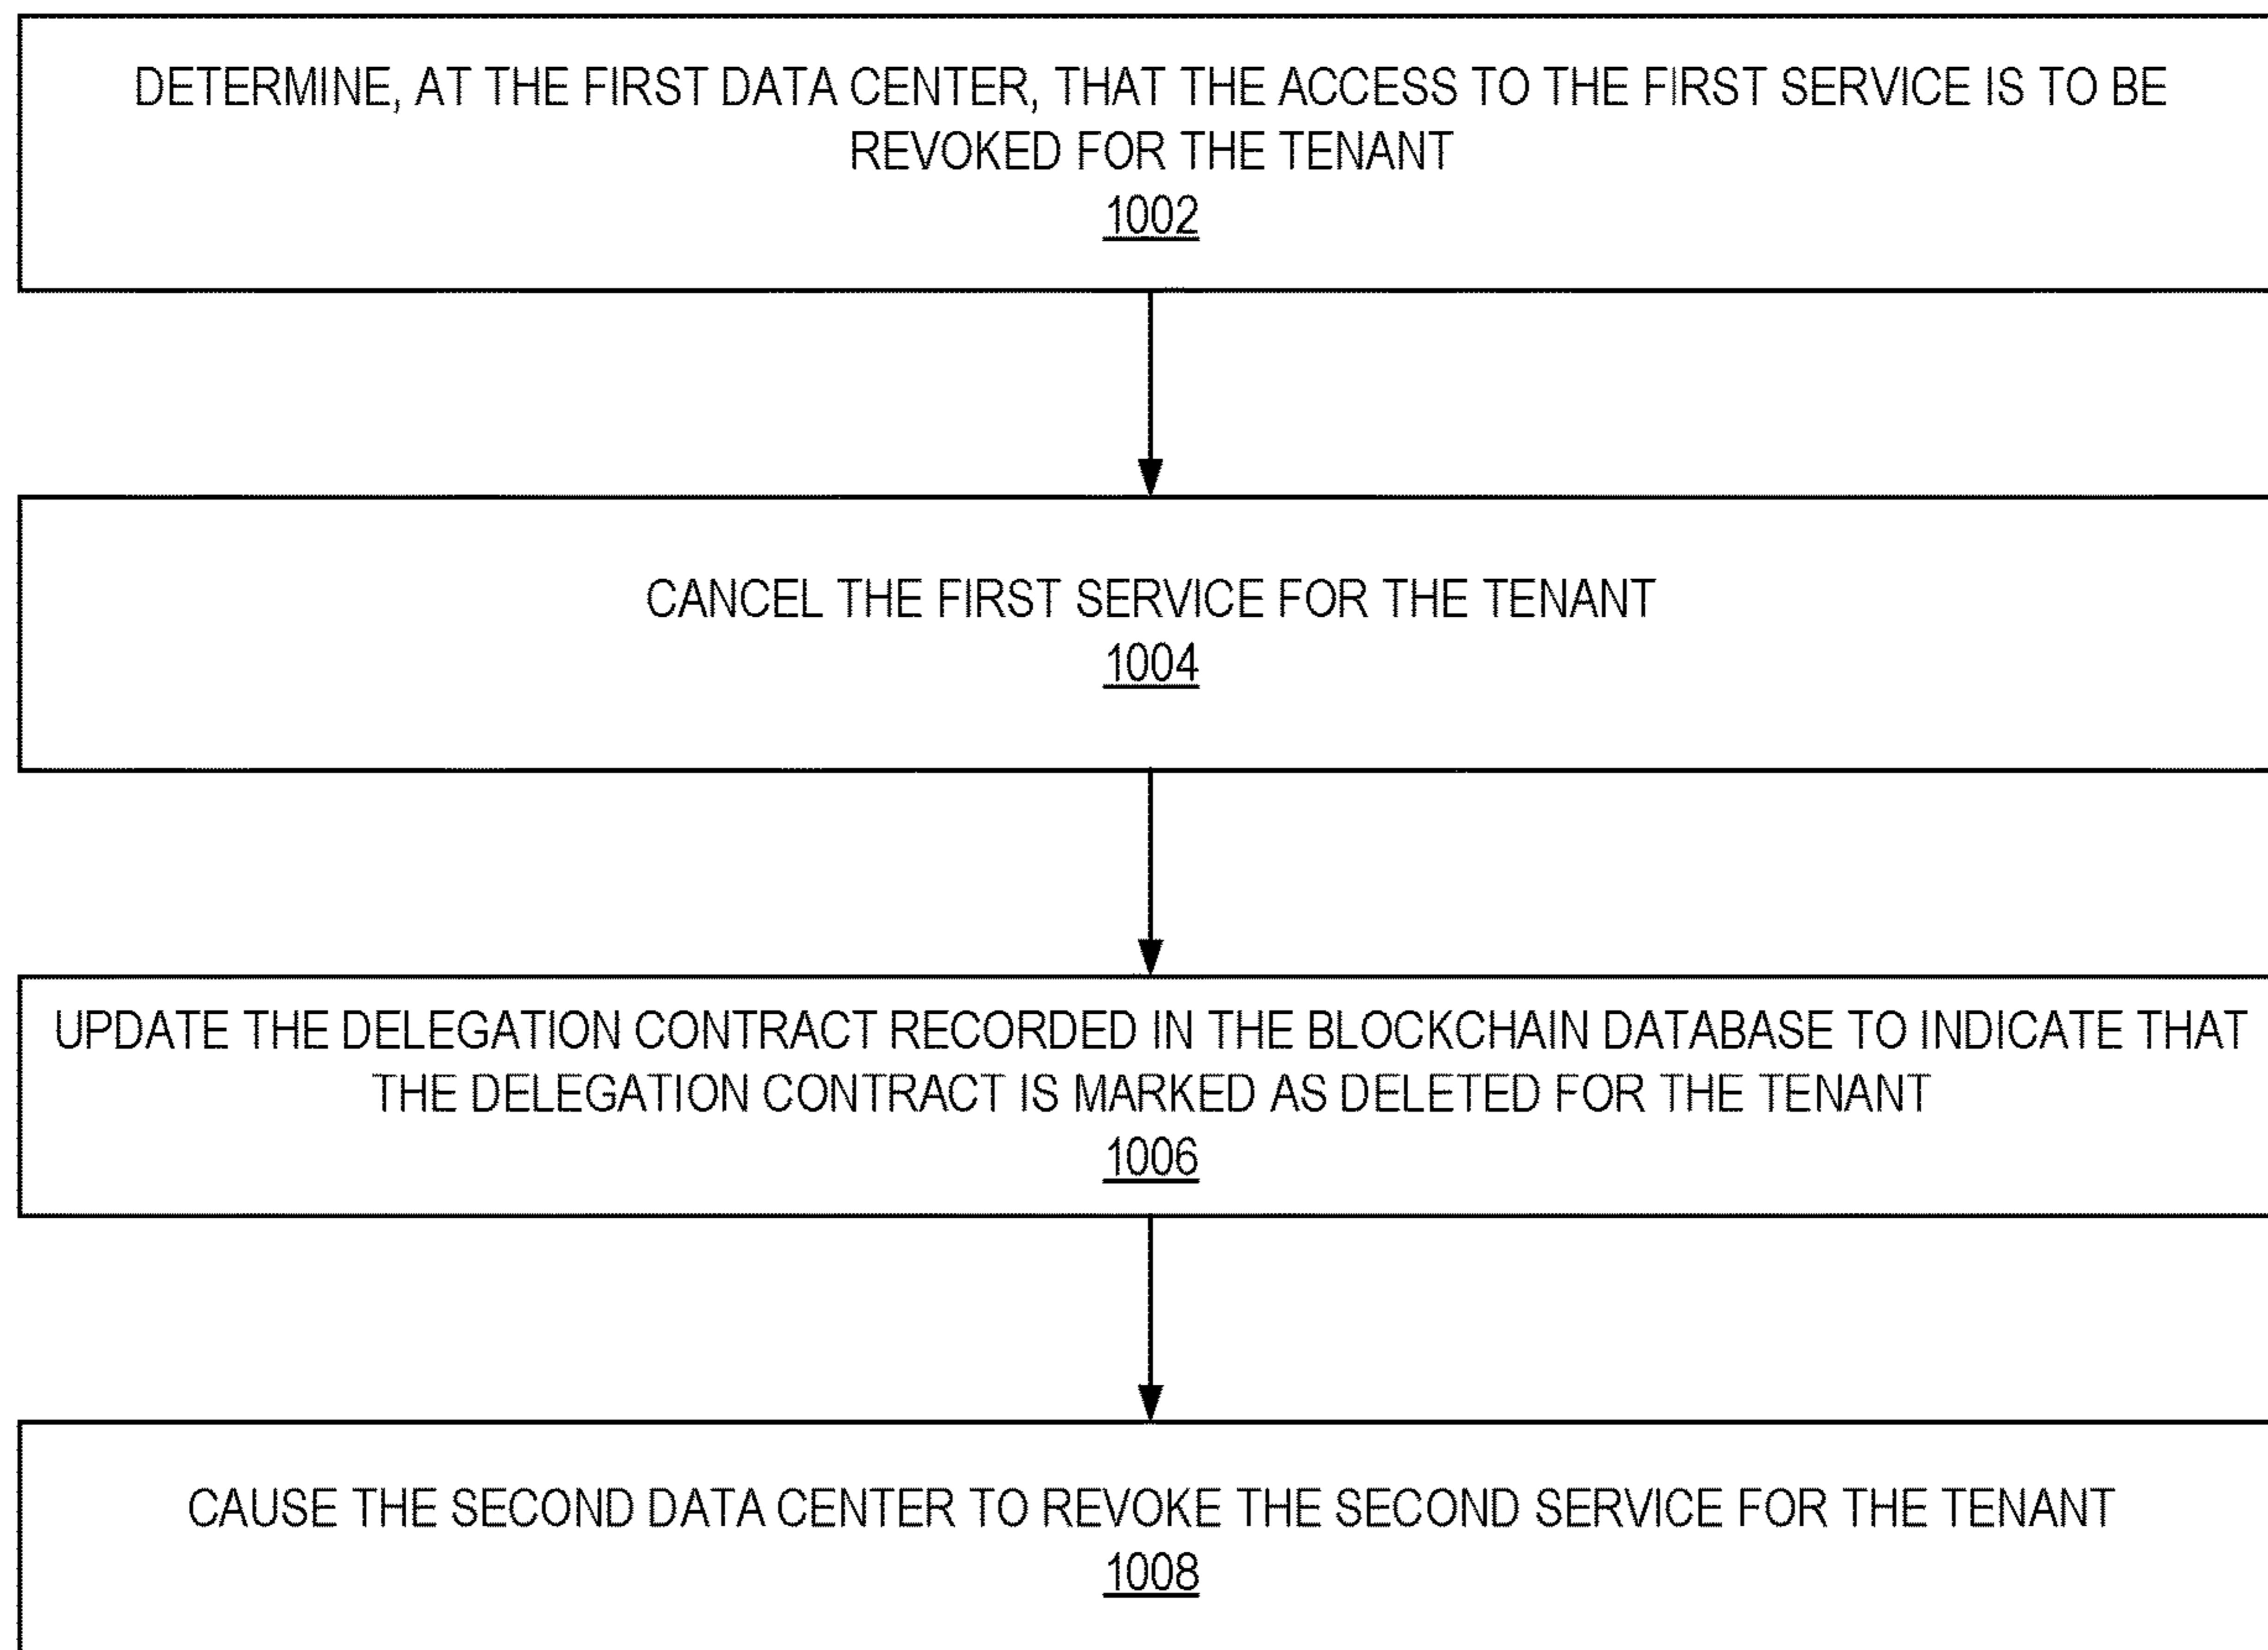 DETERMINE, AT THE FIRST DATA CENTER, THAT THE ACCESS TO THE FIRST SERVICE IS TO BE
REVOKED FOR THE TENANT
1002
CANCEL THE FIRST SERVICE FOR THE TENANT
1004
UPDATE THE DELEGATION CONTRACT RECORDED IN THE BLOCKCHAIN DATABASE TO INDICATE THAT
THE DELEGATION CONTRACT IS MARKED AS DELETED FOR THE TENANT
1006
CAUSE THE SECOND DATA CENTER TO REVOKE THE SECOND SERVICE FOR THE TENANT
1008